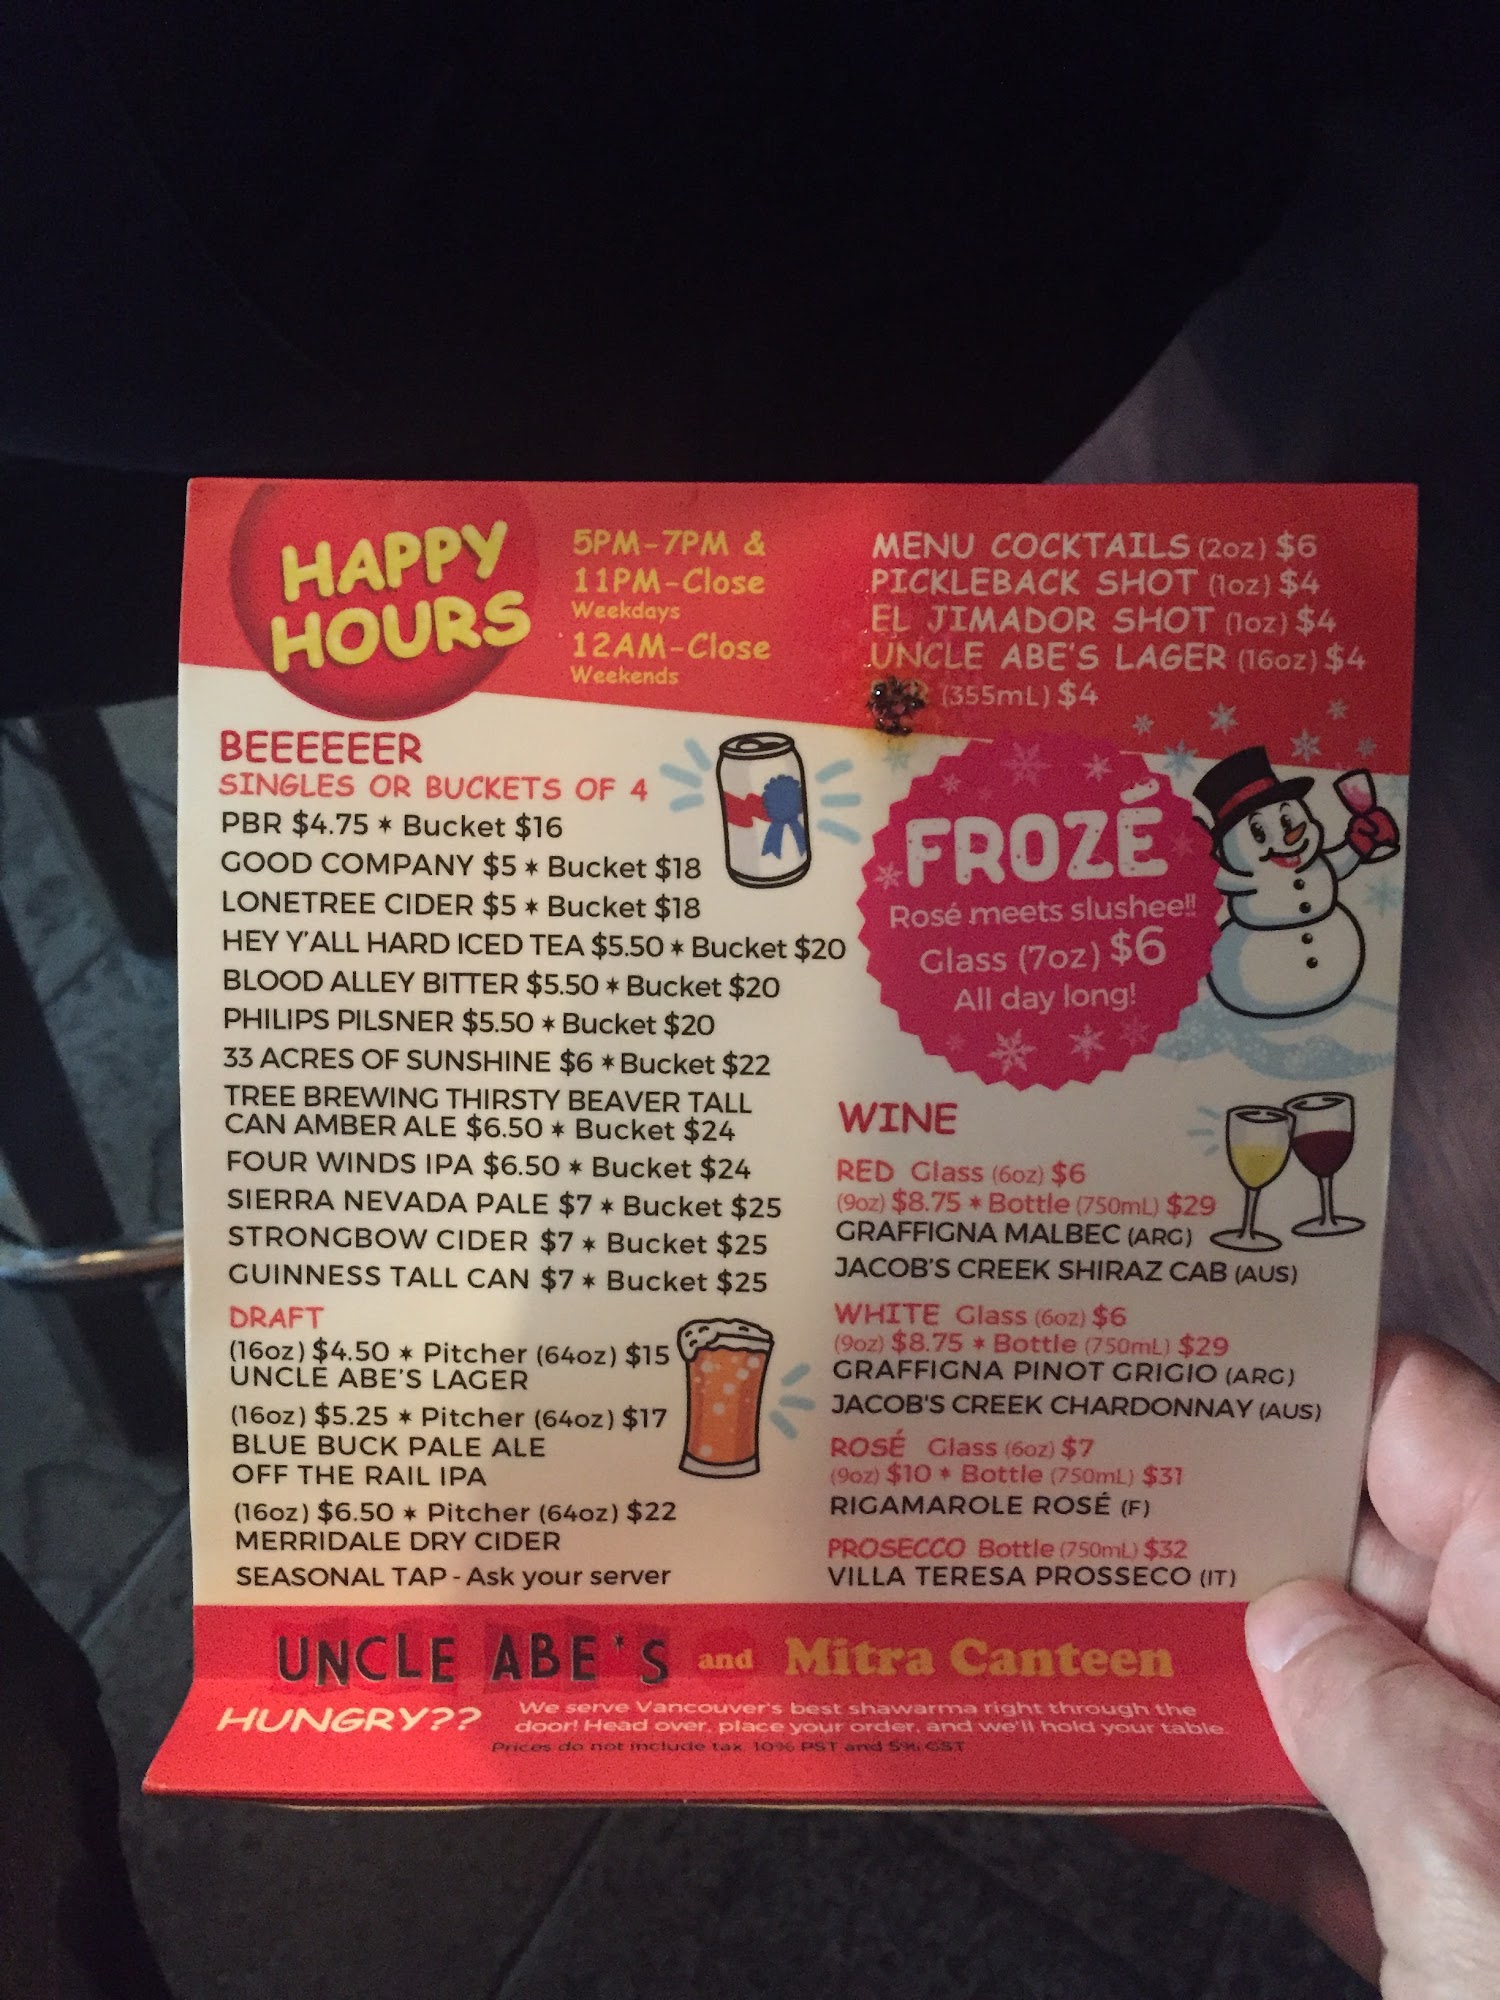 HAPPY
HOURS
5PM-7PM &
11PM-Close
Weekdays
12AM-Close
Weekends
MENU COCKTAILS (2oz) $6
PICKLEBACK SHOT (1oz) $4
EL JIMADOR SHOT (1oz) $4
UNCLE ABE'S LAGER (16oz) $4
(355mL) $4
BEEEEEER
SINGLES OR BUCKETS OF 4
PBR $4.75 * Bucket $16
GOOD COMPANY $5 * Bucket $18
LONETREE CIDER $5 * Bucket $18
HEY Y'ALL HARD ICED TEA $5.50 * Bucket $20
BLOOD ALLEY BITTER $5.50 * Bucket $20
PHILIPS PILSNER $5.50 * Bucket $20
33 ACRES OF SUNSHINE $6 * Bucket $22
TREE BREWING THIRSTY BEAVER TALL
CAN AMBER ALE $6.50 * Bucket $24
FOUR WINDS IPA $6.50 * Bucket $24
SIERRA NEVADA PALE $7 * Bucket $25
STRONGBOW CIDER $7 * Bucket $25
GUINNESS TALL CAN $7 * Bucket $25
DRAFT
(16oz) $4.50 * Pitcher (64oz) $15
UNCLE ABE'S LAGER
(16oz) $5.25 * Pitcher (64oz) $17
BLUE BUCK PALE ALE
OFF THE RAIL IPA
(16oz) $6.50 * Pitcher (64oz) $22
MERRIDALE DRY CIDER
SEASONAL TAP - Ask your server
FROZÉ
Rosé meets slushee!!
Glass (7oz) $6
All day long!
WINE
RED Glass (6oz) $6
(9oz) $8.75 * Bottle (750mL) $29
GRAFFIGNA MALBEC (ARG)
JACOB'S CREEK SHIRAZ CAB (AUS)
WHITE Glass (6oz) $6
(9oz) $8.75 * Bottle (750mL) $29
GRAFFIGNA PINOT GRIGIO (ARG)
JACOB'S CREEK CHARDONNAY (AUS)
ROSÉ Glass (6oz) $7
(9oz) $10 * Bottle (750mL) $31
RIGAMAROLE ROSÉ (F)
PROSECCO Bottle (750mL) $32
VILLA TERESA PROSSECO (IT)
UNCLE ABE'S and Mitra Canteen
HUNGRY?? We serve Vancouver's best shawarma right through the
door! Head over, place your order, and we'll hold your table.
Prices do not include tax. 10% PST and 5% GST